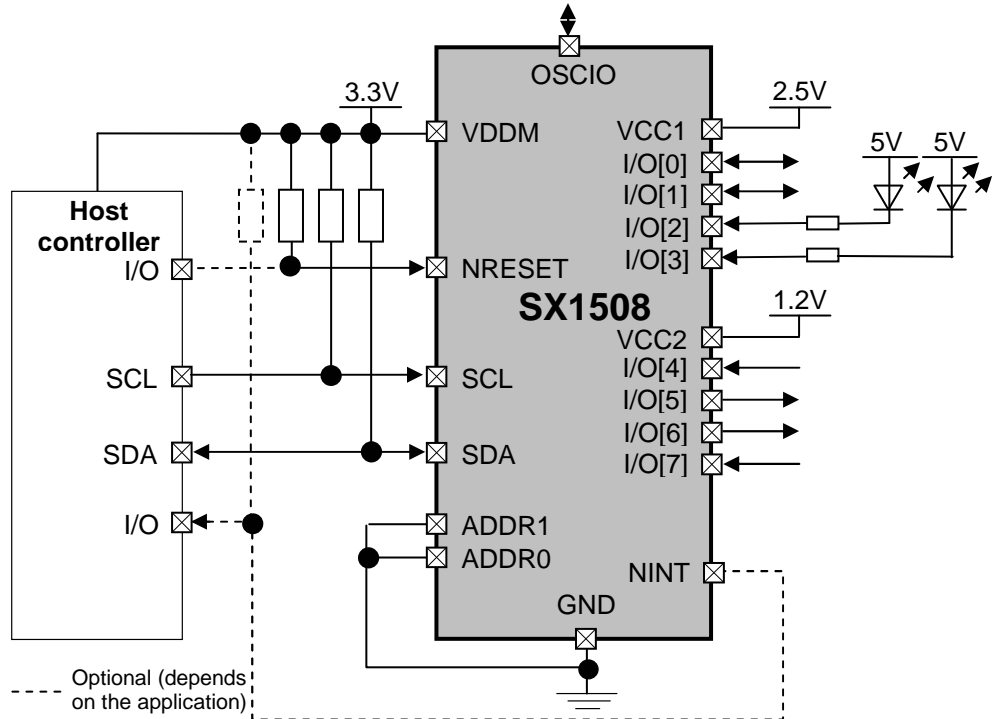 OSCIO
3.3V
2.5V
VDDM
VCC1
5V
5V
I/O[0]
I/O[1]
I/O[2]
I/O[3]
Host
controller
I/O
NRESET
SX1508
1.2V
VCC2
SCL
SCL
I/O[4]
I/O[5]
I/O[6]
I/O[7]
SDA
SDA
I/O
ADDR1
ADDR0
NINT
GND
Optional (depends
on the application)